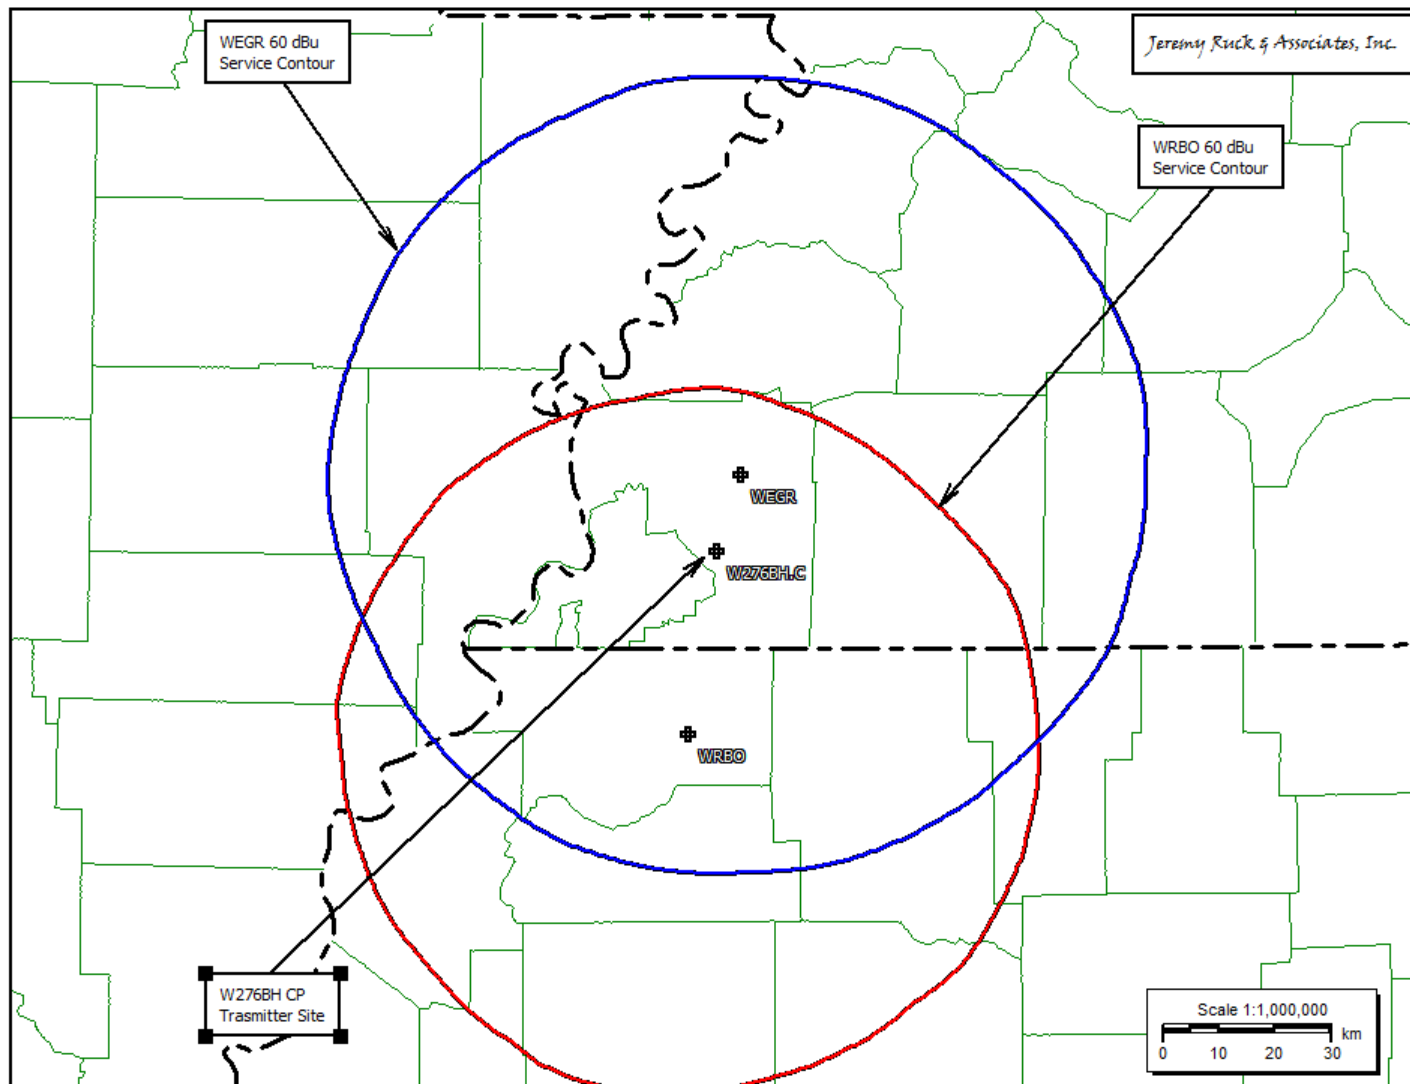 WEGR 60 dBu
Service Contour
Jeremy Ruck & Associates, Inc.
WRBO 60 dBu
Service Contour
WEGR
W276BH.C
WRBO
W276BH CP
Trasmitter Site
Scale 1:1,000,000
km
0 10 20 30